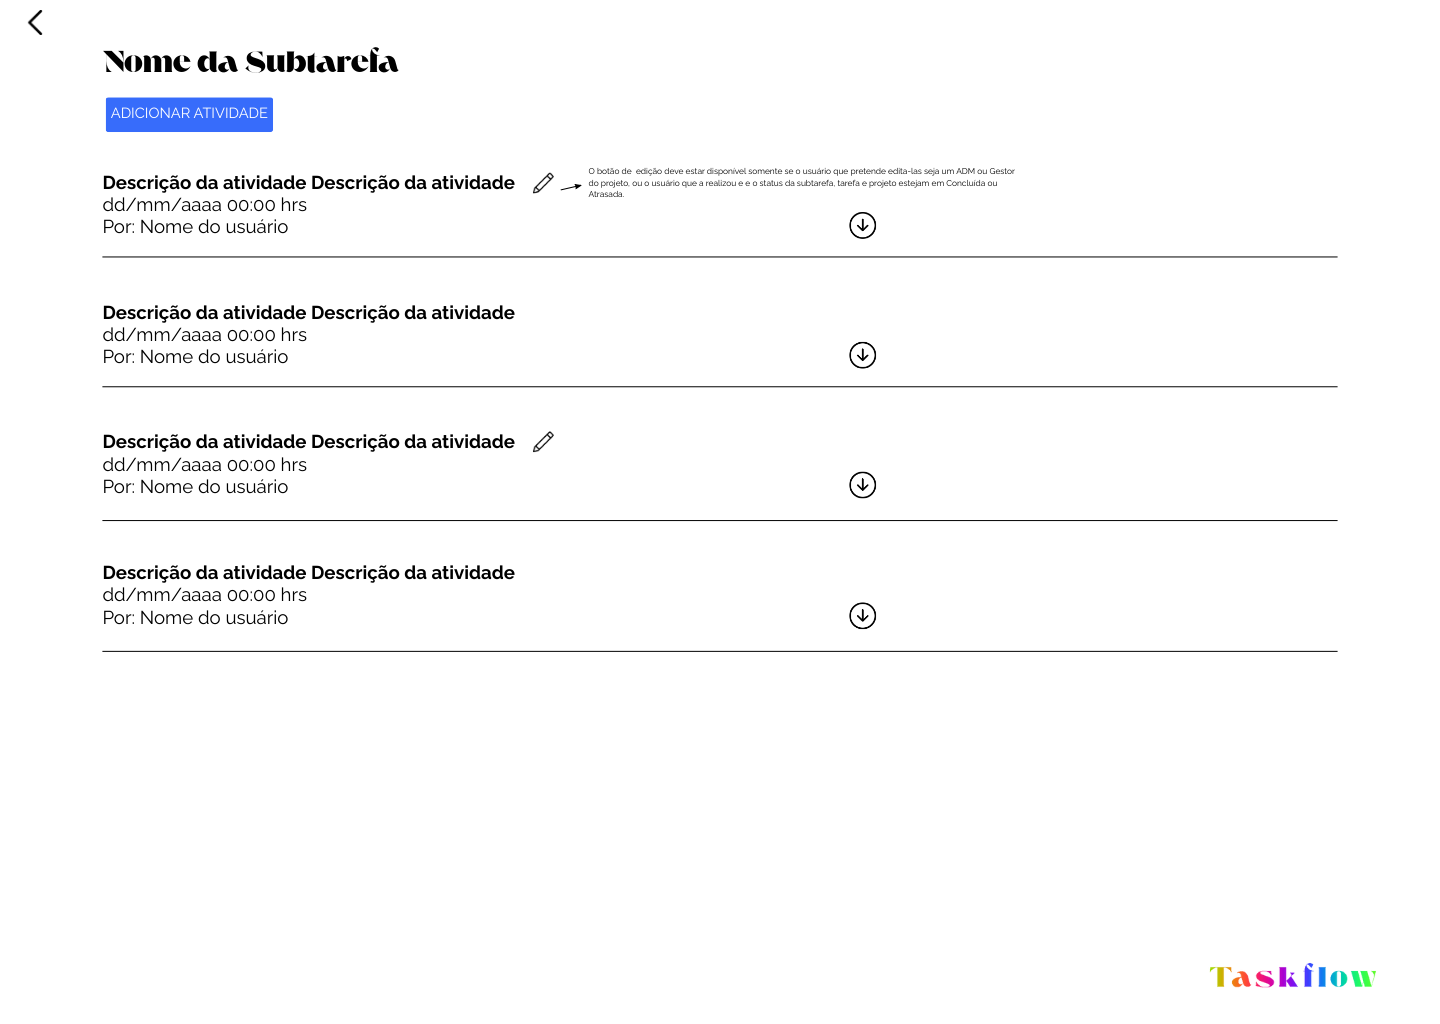 Nome da Subtarefa
ADICIONAR ATIVIDADE
Descrição da atividade Descrição da atividade
O botão de edição deve estar disponível somente se o usuário que pretende edita-las seja um ADM ou Gestor
do projeto, ou o usuário que a realizou e e o status da subtarefa, tarefa e projeto estejam em Concluída ou
Atrasada.
dd/mm/aaaa 00:00 hrs
Por: Nome do usuário
Descrição da atividade Descrição da atividade
dd/mm/aaaa 00:00 hrs
Por: Nome do usuário
Descrição da atividade Descrição da atividade
dd/mm/aaaa 00:00 hrs
Por: Nome do usuário
Descrição da atividade Descrição da atividade
dd/mm/aaaa 00:00 hrs
Por: Nome do usuário
Taskflow